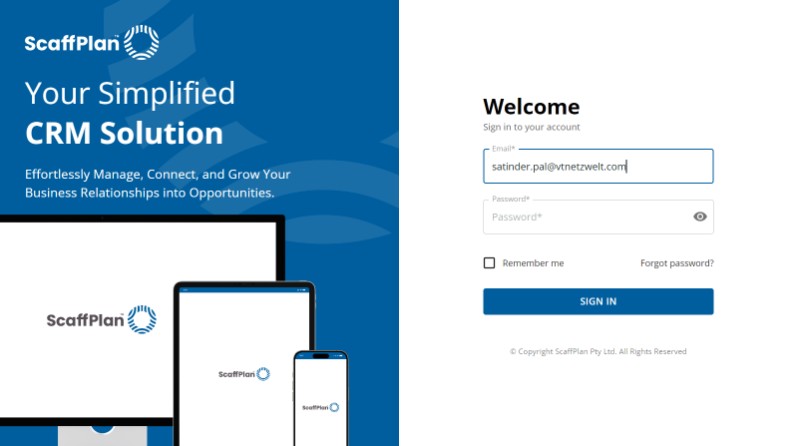 ScaffPlan™
Your Simplified
CRM Solution
Effortlessly Manage, Connect, and Grow Your
Business Relationships into Opportunities.
ScaffPlan
ScaffPlan
ScaffPlan
Welcome
Sign in to your account
Email*
satinder.pal@vtnetzwelt.com
Password*
Password*
Remember me
Forgot password?
SIGN IN
© Copyright ScaffPlan Pty Ltd. All Rights Reserved